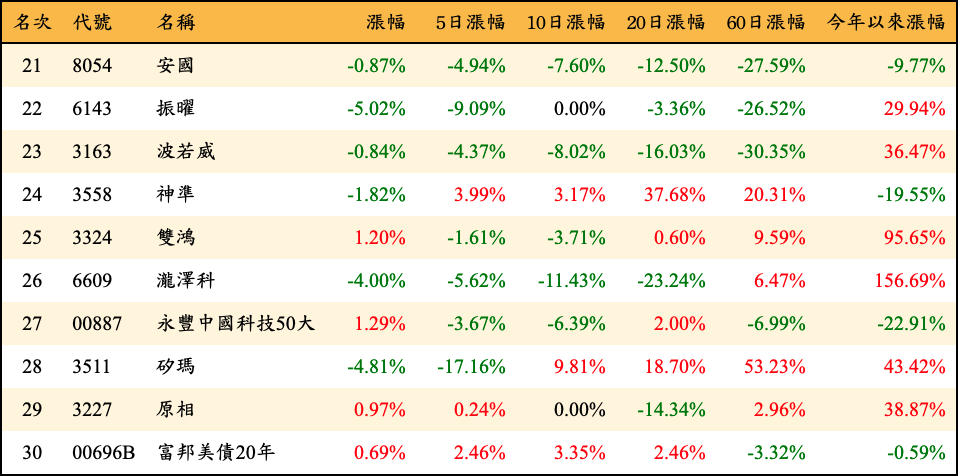 名次 代號 名稱 漲幅 5日漲幅 10日漲幅 20日漲幅 60日漲幅 今年以來漲幅
21 8054 安國 -0.87% -4.94% -7.60% -12.50% -27.59% -9.77%
22 6143 振曜 -5.02% -9.09% 0.00% -3.36% -26.52% 29.94%
23 3163 波若威 -0.84% -4.37% -8.02% -16.03% -30.35% 36.47%
24 3558 神準 -1.82% 3.99% 3.17% 37.68% 20.31% -19.55%
25 3324 雙鴻 1.20% -1.61% -3.71% 0.60% 9.59% 95.65%
26 6609 瀧澤科 -4.00% -5.62% -11.43% -23.24% 6.47% 156.69%
27 00887 永豐中國科技50大 1.29% -3.67% -6.39% 2.00% -6.99% -22.91%
28 3511 矽瑪 -4.81% -17.16% 9.81% 18.70% 53.23% 43.42%
29 3227 原相 0.97% 0.24% 0.00% -14.34% 2.96% 38.87%
30 00696B 富邦美債20年 0.69% 2.46% 3.35% 2.46% -3.32% -0.59%